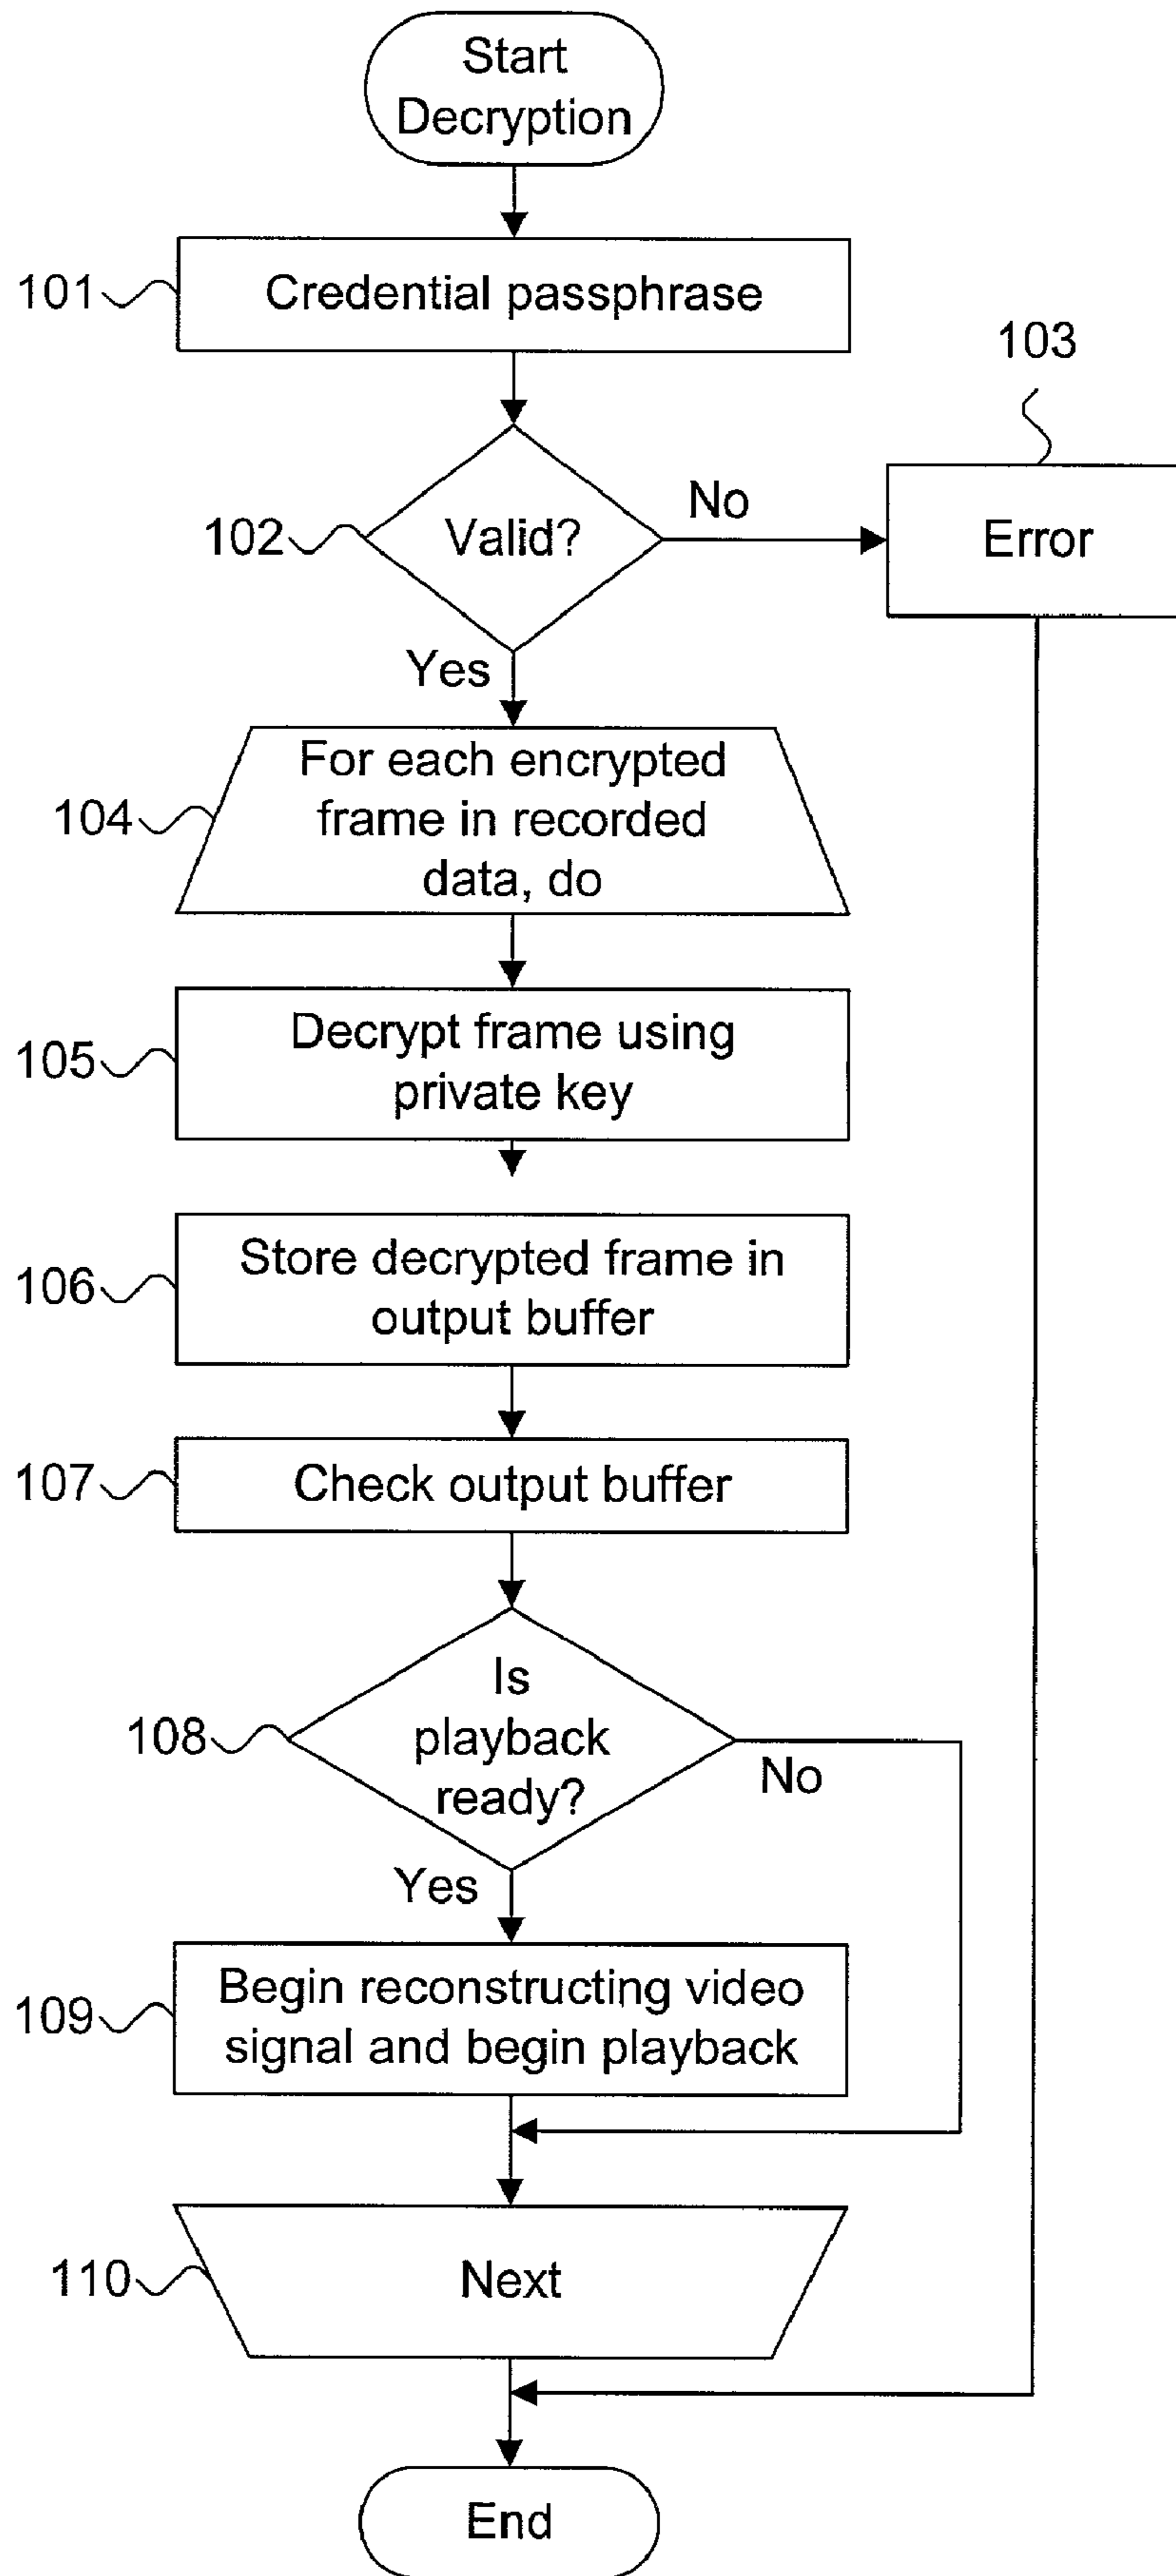 Start
Decryption
101
Credential passphrase
103
102
Valid?
No
Error
Yes
104
For each encrypted
frame in recorded
data, do
105
Decrypt frame using
private key
106
Store decrypted frame in
output buffer
107
Check output buffer
108
Is
playback
ready?
No
Yes
109
Begin reconstructing video
signal and begin playback
110
Next
End